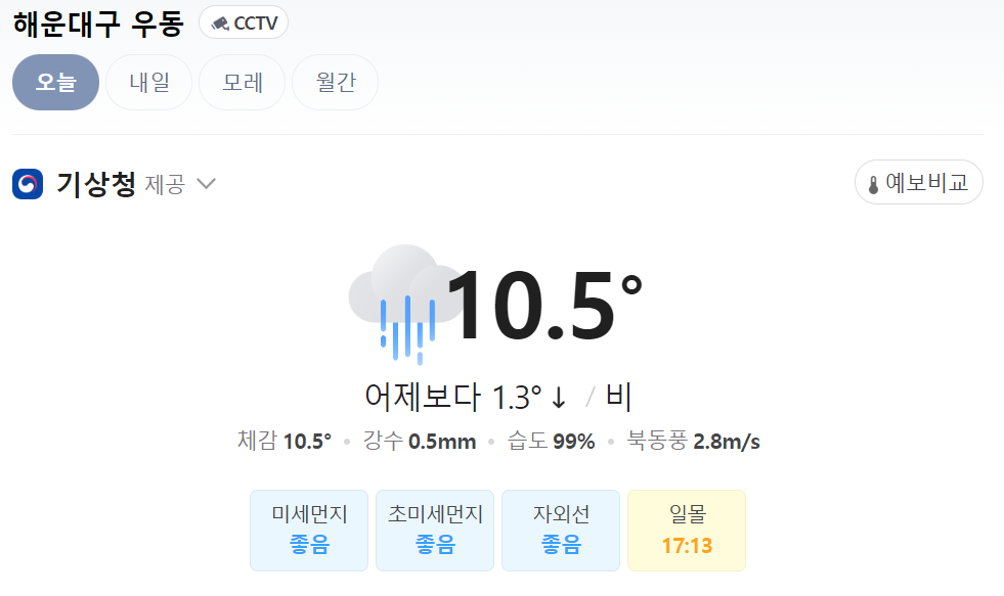 해운대구 우동 CCTV
오늘 내일 모레 월간
기상청 제공 예보비교
10.5°
어제보다 1.3° ↓ / 비
체감 10.5° • 강수 0.5mm • 습도 99% • 북동풍 2.8m/s
미세먼지 초미세먼지 자외선 일몰
좋음 좋음 좋음 17:13